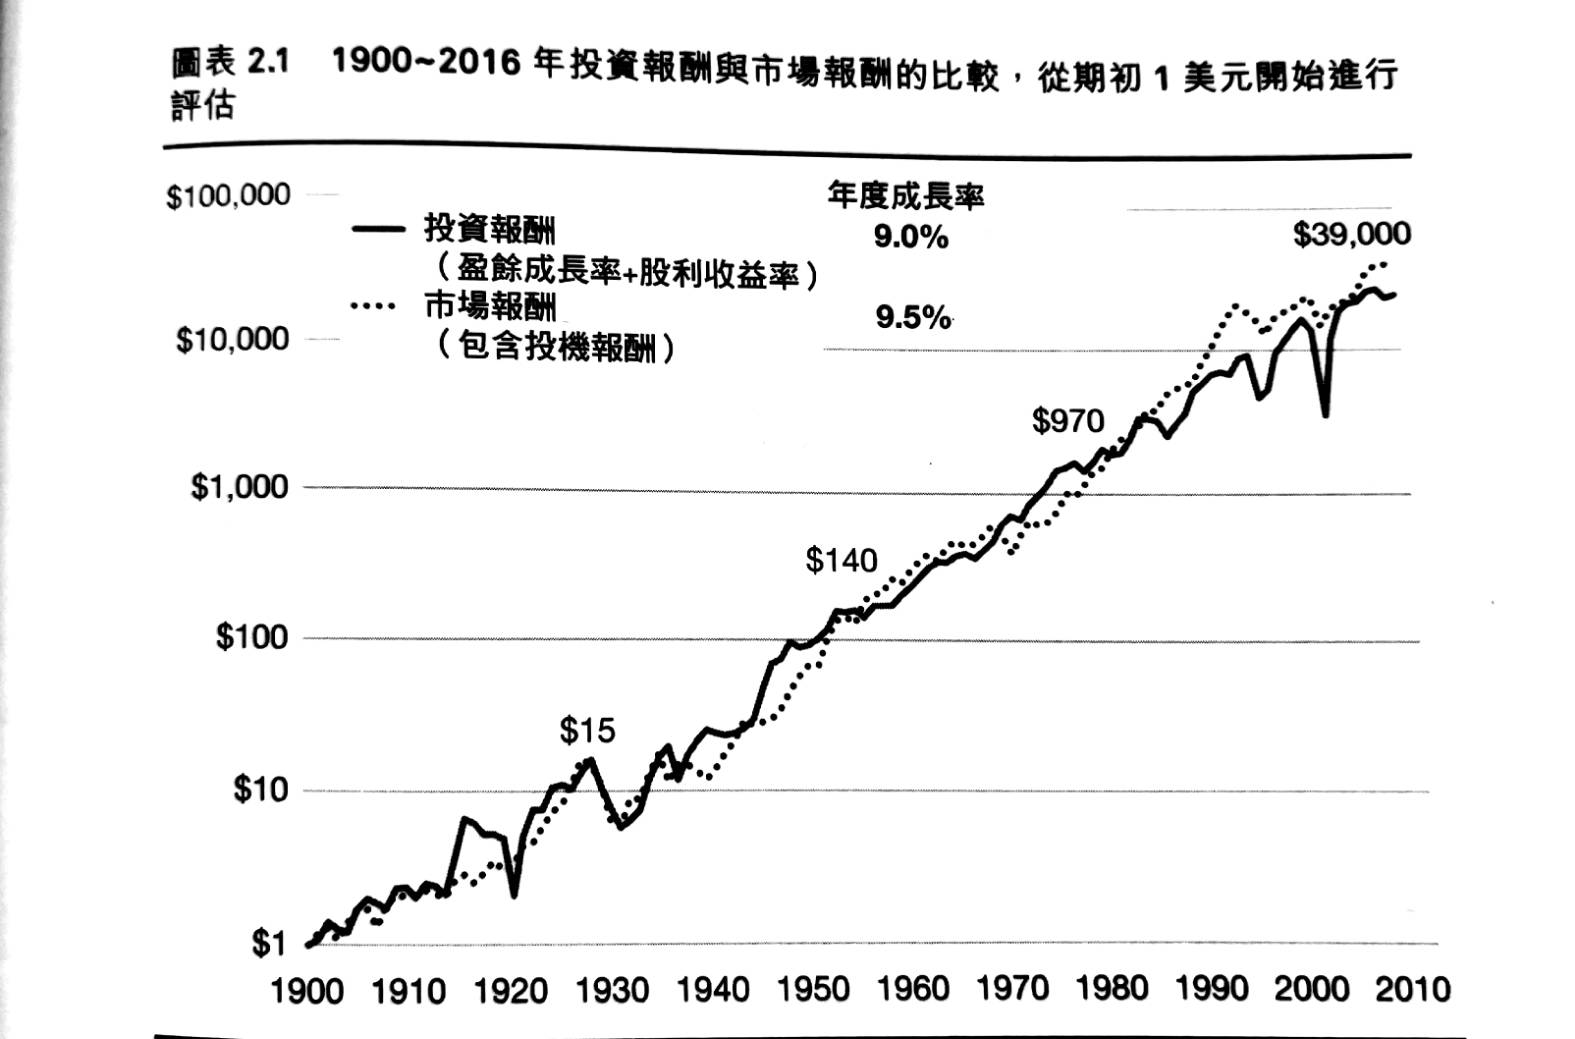 圖表 2.1 1900~2016 年投資報酬與市場報酬的比較，從期初 1 美元開始進行
評估
$100,000
年度成長率
投資報酬
9.0%
$39,000
（盈餘成長率+股利收益率）
市場報酬
9.5%
$10,000
（包含投機報酬）
$970
$1,000
$140
$100
$15
$10
$1
1900 1910 1920 1930 1940 1950 1960 1970 1980 1990 2000 2010